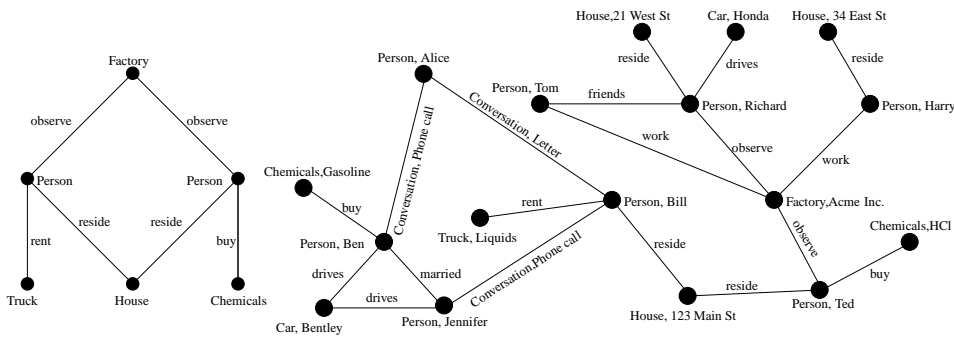 Factory
observe
observe
Person
Person
rent
reside
reside
buy
Truck
House
Chemicals
Person, Alice
Conversation, Phone call
Conversation, Letter
Chemicals,Gasoline
buy
Person, Ben
drives
married
drives
Car, Bentley
Person, Jennifer
Conversation,Phone call
Truck, Liquids
rent
Person, Bill
reside
House, 123 Main St
reside
Person, Ted
buy
Chemicals,HCl
observe
Factory,Acme Inc.
House,21 West St
Car, Honda
House, 34 East St
reside
drives
reside
Person, Tom
friends
Person, Richard
Person, Harry
work
observe
work